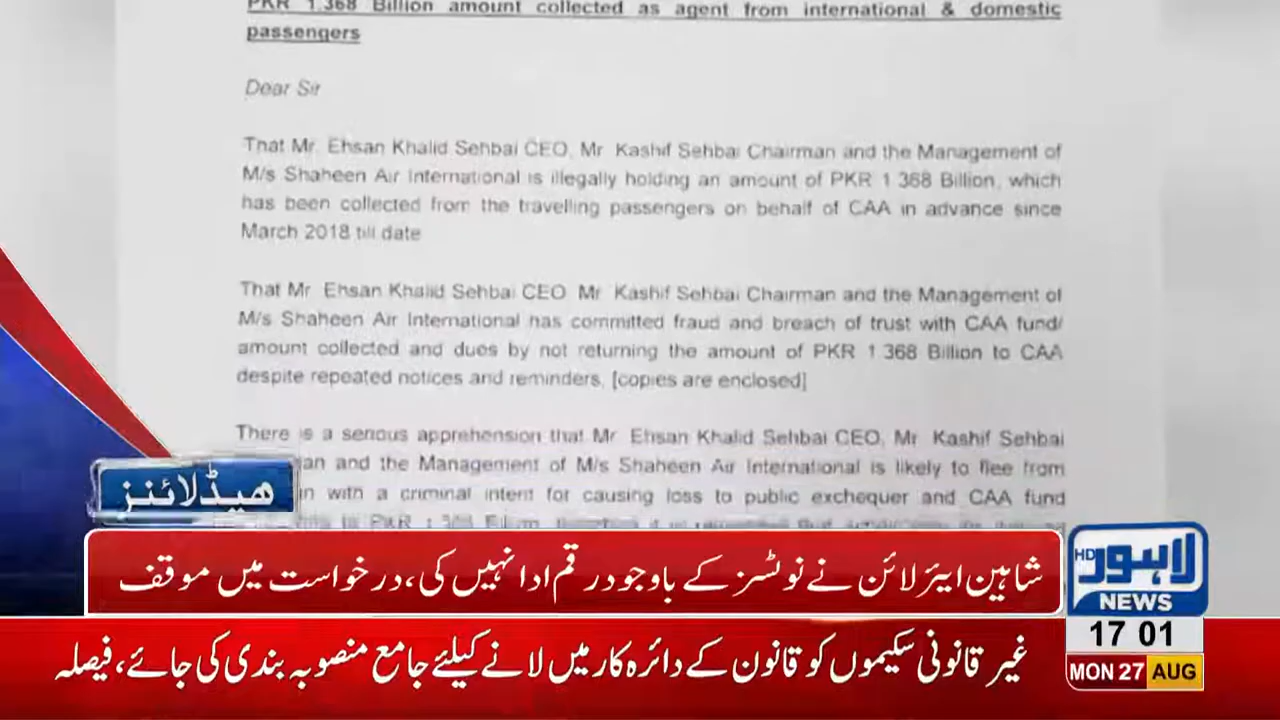 PKR 1.368 Billion amount collected as agent from international & domestic
passengers
Dear Sir
That Mr. Ehsan Khalid Sehbai CEO, Mr Kashif Sehbai Chairman and the Management of
M/s Shaheen Air International is illegally holding an amount of PKR 1 368 Billion, which
has been collected from the travelling passengers on behalf of CAA in advance since
March 2018 till date
That Mr Ehsan Khalid Sehbai CEO Mr Kashif Sehbai Chairman and the Management of
M/s Shaheen Air International has committed fraud and breach of trust with CAA fund/
amount collected and dues by not returning the amount of PKR 1 368 Billion to CAA
despite repeated notices and reminders, [copies are enclosed]
There is a serious apprehension that Mr Ehsan Khalid Sehbai CEO, Mr Kashif Sehbai
and the Management of M/s Shaheen Air International is likely to flee from
with a criminal intent for causing loss to public exchequer and CAA fund
ہیڈلائنز
شاہین ایئر لائن نے نوٹسز کے باوجود رقم ادا نہیں کی، درخواست میں موقف
لاہور HD
NEWS
17 01
MON 27 AUG
غیر قانونی سکیموں کو قانون کے دائرہ کار میں لانے کیلئے جامع منصوبہ بندی کی جائے، فیصلہ